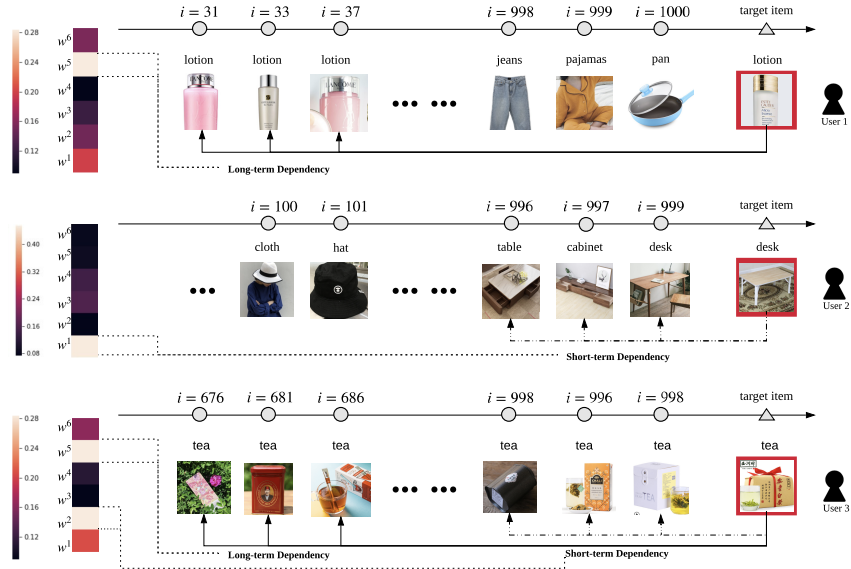 i = 31 i = 33 i = 37 i = 998 i = 999 i = 1000 target item
lotion lotion lotion jeans pajamas pan lotion
0.28
0.24
0.20
0.16
0.12
w⁶
w⁵
w⁴
w³
w²
w¹
LANCOME
User 1
Long-term Dependency
i = 100 i = 101 i = 996 i = 997 i = 999 target item
cloth hat table cabinet desk desk
0.40
0.32
0.24
0.16
0.08
w⁶
w⁵
w⁴
w³
w²
w¹
User 2
Short-term Dependency
i = 676 i = 681 i = 686 i = 998 i = 996 i = 998 target item
tea tea tea tea tea tea tea
0.28
0.24
0.20
0.16
0.12
w⁶
w⁵
w⁴
w³
w²
w¹
TEA
User 3
Long-term Dependency Short-term Dependency